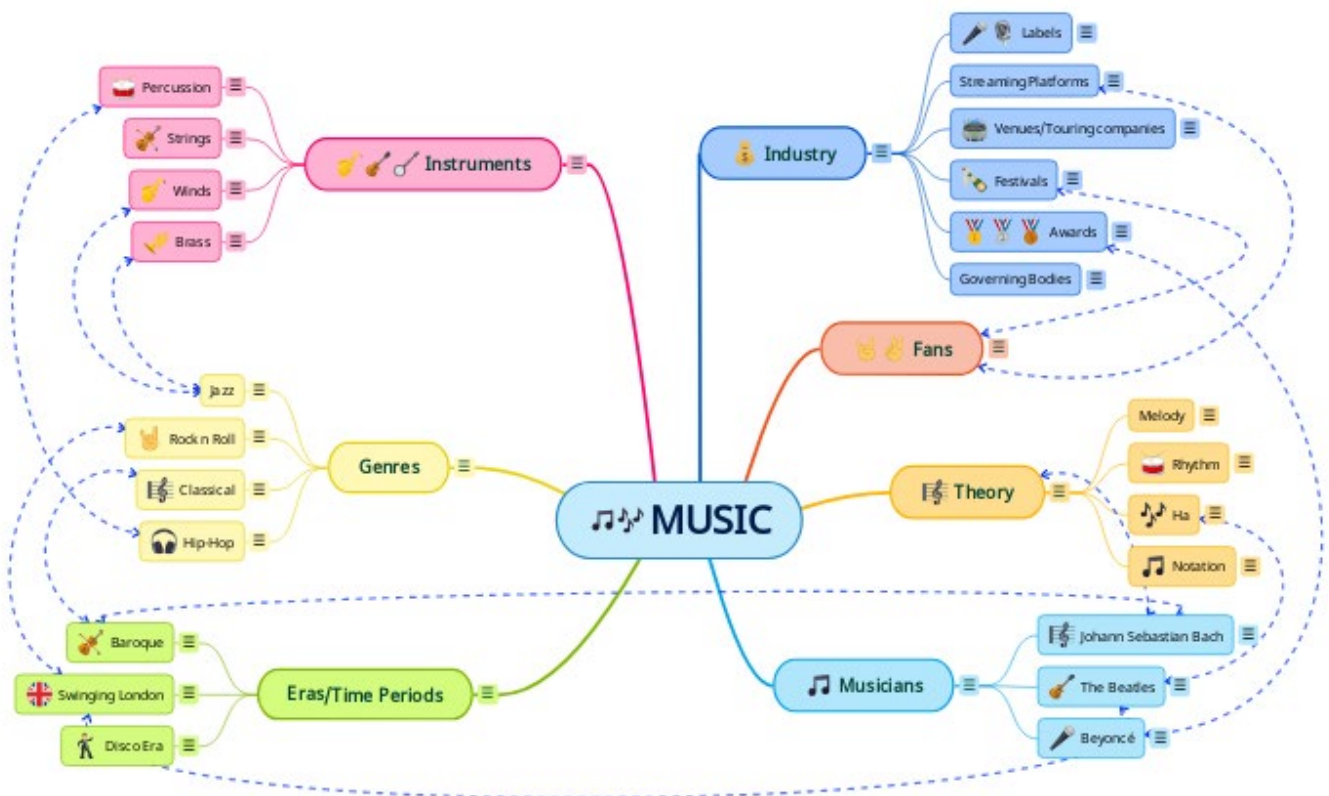 MUSIC
Instruments
Percussion
Strings
Winds
Brass
Genres
Jazz
Rock n Roll
Classical
Hip-Hop
Eras/Time Periods
Baroque
Swinging London
Disco Era
Industry
Labels
Streaming Platforms
Venues/Touring companies
Festivals
Awards
Governing Bodies
Fans
Theory
Melody
Rhythm
Ha
Notation
Musicians
Johann Sebastian Bach
The Beatles
Beyoncé